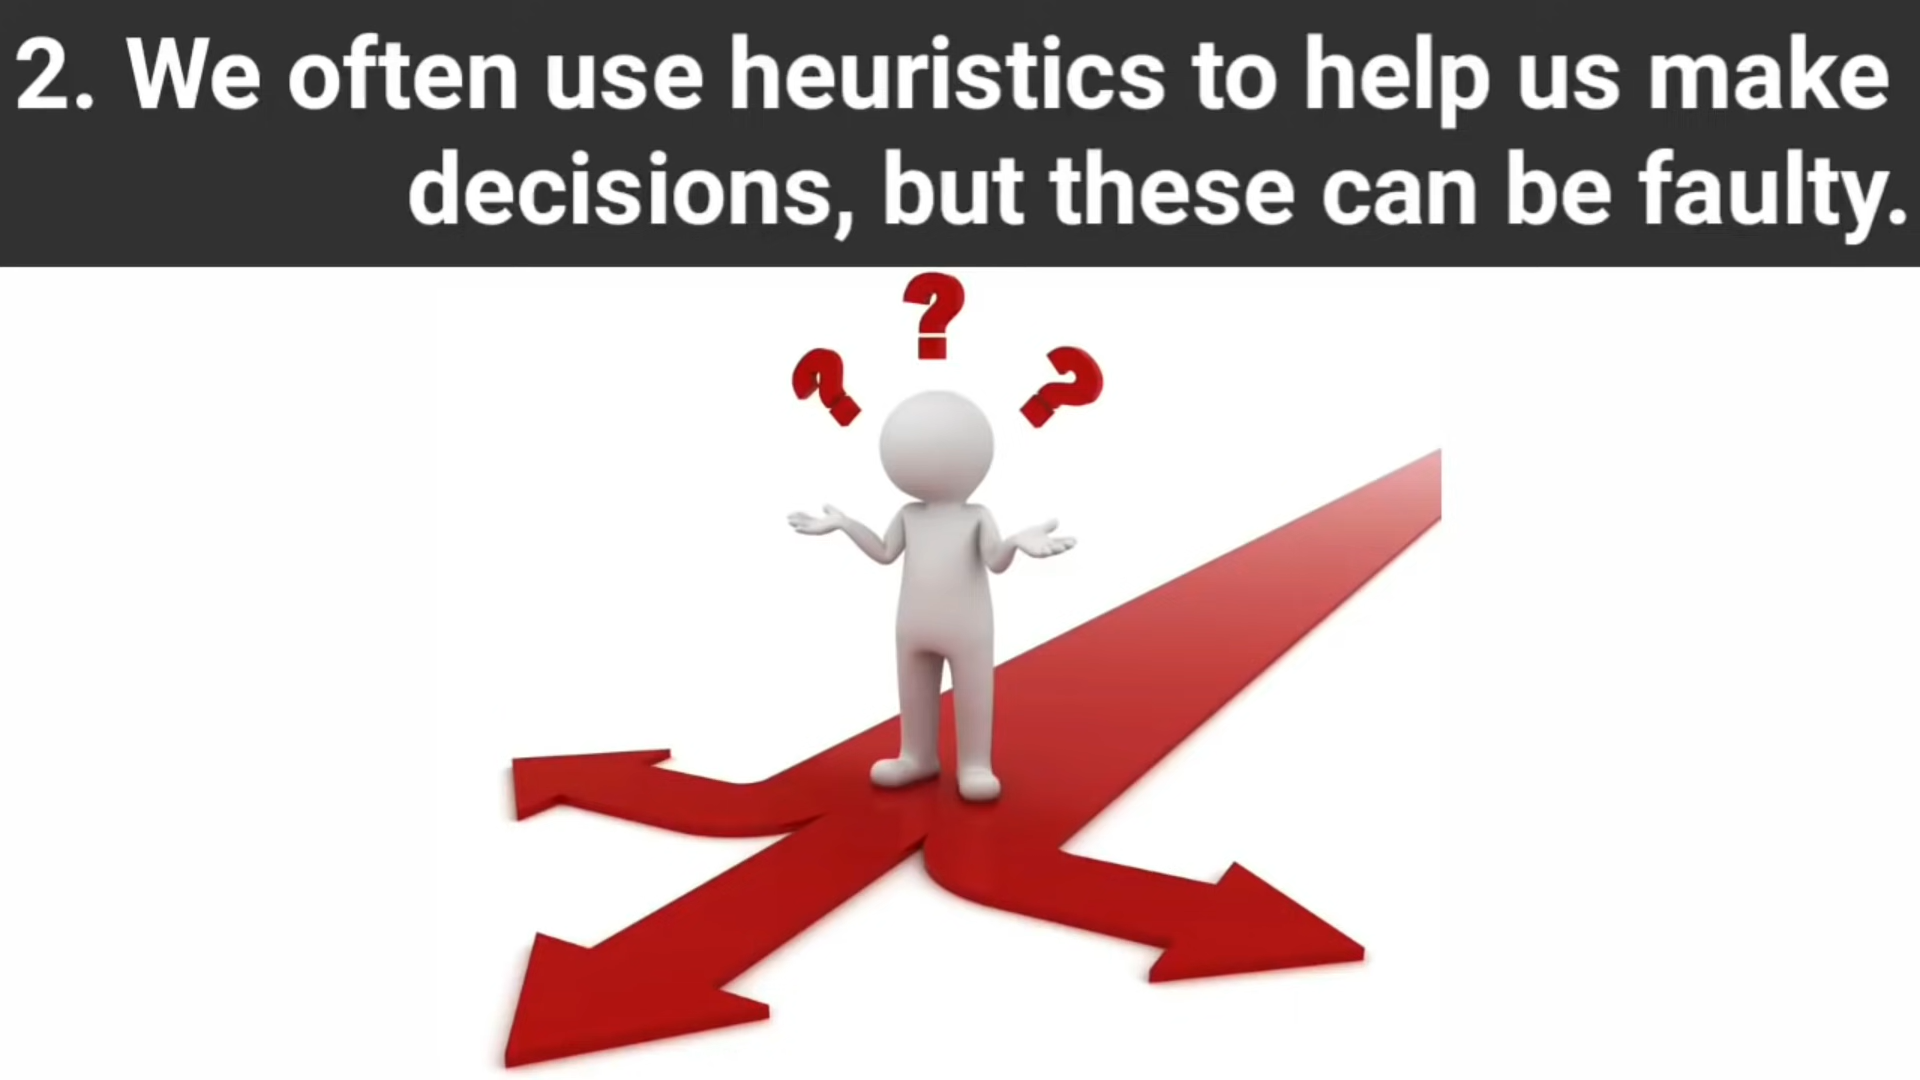 2. We often use heuristics to help us make
decisions, but these can be faulty.
? ? ?